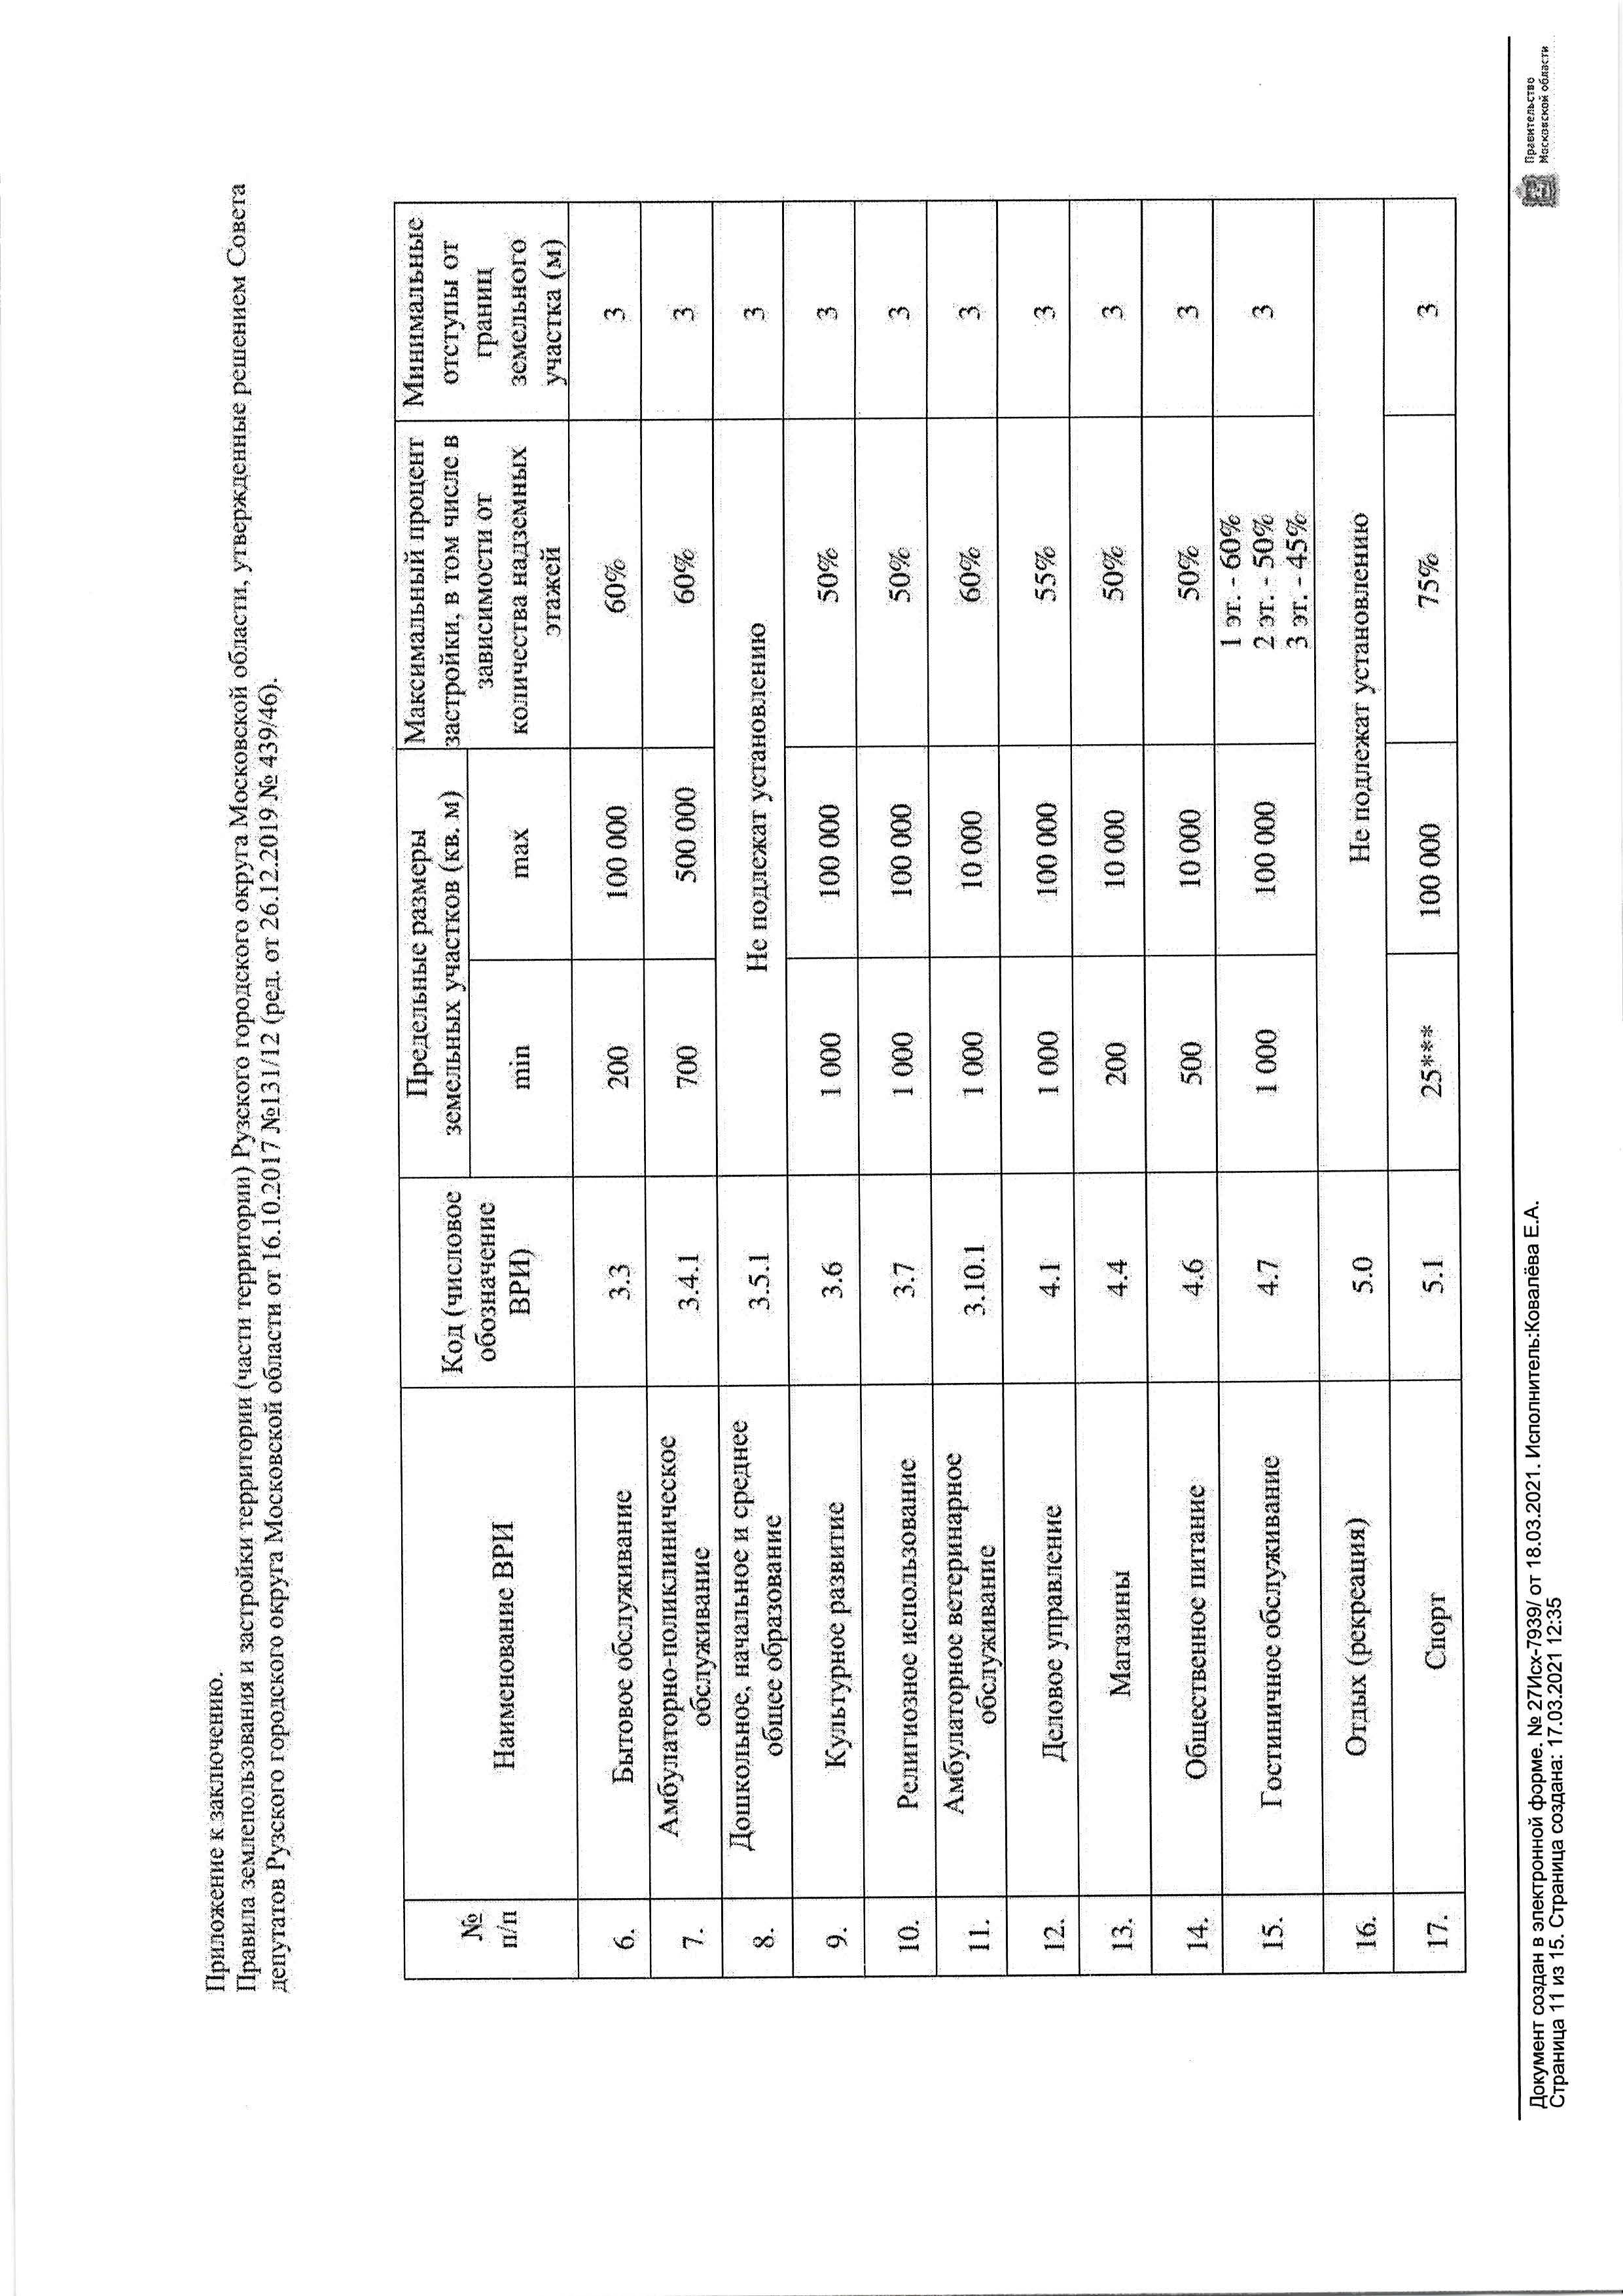 Приложение к заключению.
Правила землепользования и застройки территории (части территории) Рузского городского округа Московской области, утвержденные решением Совета
депутатов Рузского городского округа Московской области от 16.10.2017 №131/12 (ред. от 26.12.2019 № 439/46).
№ п/п
Наименование ВРИ
Код (числовое
обозначение
ВРИ)
Предельные размеры
земельных участков (кв. м)
min
max
Максимальный процент
застройки, в том числе в
зависимости от
количества надземных
этажей
Минимальные
отступы от
границ
земельного
участка (м)
6. Бытовое обслуживание 3.3 200 100 000 60% 3
7. Амбулаторно-поликлиническое
обслуживание 3.4.1 700 500 000 60% 3
8. Дошкольное, начальное и среднее
общее образование 3.5.1 Не подлежат установлению 3
9. Культурное развитие 3.6 1 000 100 000 50% 3
10. Религиозное использование 3.7 1 000 100 000 50% 3
11. Амбулаторное ветеринарное
обслуживание 3.10.1 1 000 10 000 60% 3
12. Деловое управление 4.1 1 000 100 000 55% 3
13. Магазины 4.4 200 10 000 50% 3
14. Общественное питание 4.6 500 10 000 50% 3
15. Гостиничное обслуживание 4.7 1 000 100 000 1 эт. - 60%
2 эт. - 50%
3 эт. - 45% 3
16. Отдых (рекреация) 5.0 Не подлежат установлению
17. Спорт 5.1 25*** 100 000 75% 3
Документ создан в электронной форме. № 27Исх-7939/ от 18.03.2021. Исполнитель:Ковалёва Е.А.
Страница 11 из 15. Страница создана: 17.03.2021 12:35
Правительство
Московской области